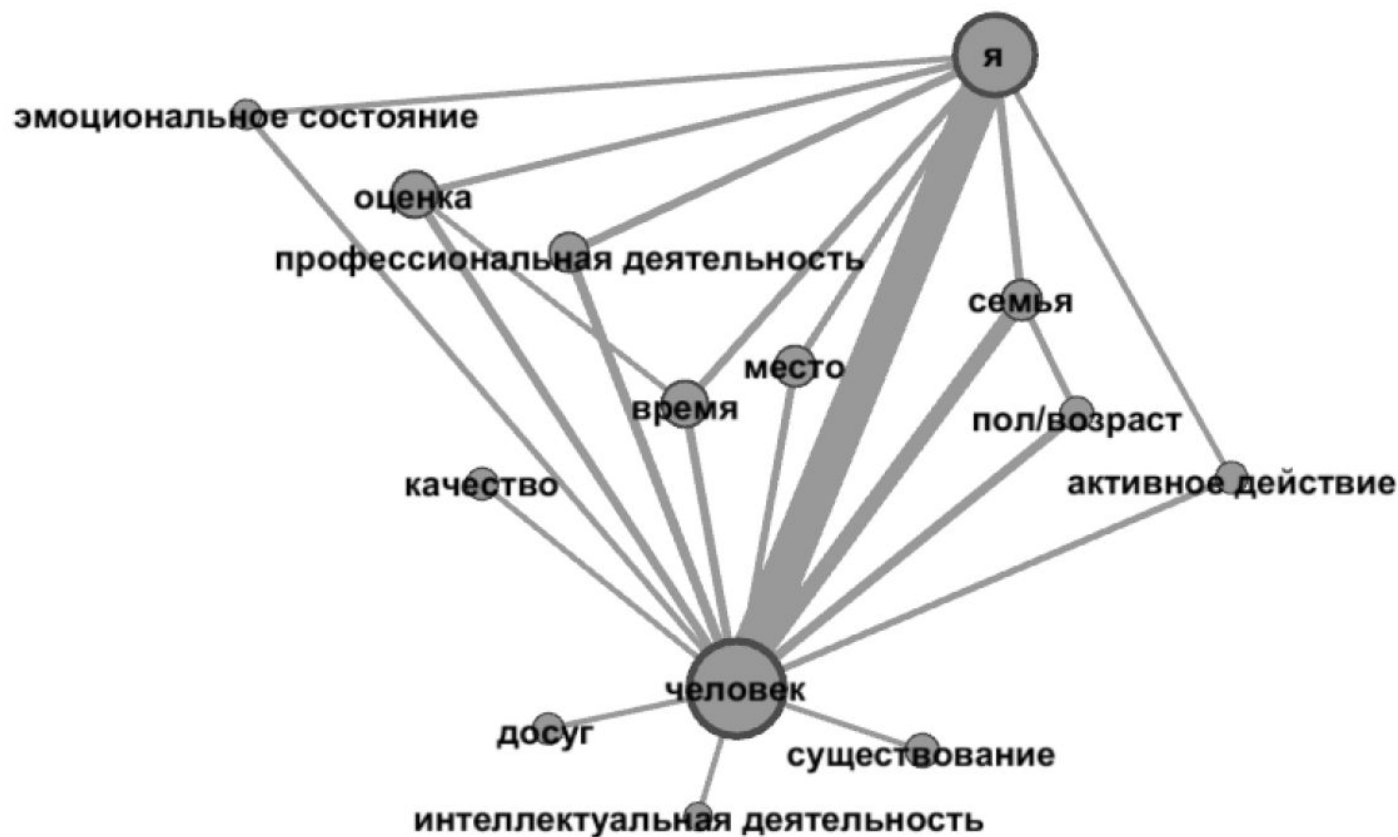 я
эмоциональное состояние
оценка
профессиональная деятельность
семья
место
время
пол/возраст
качество
активное действие
человек
досуг
существование
интеллектуальная деятельность